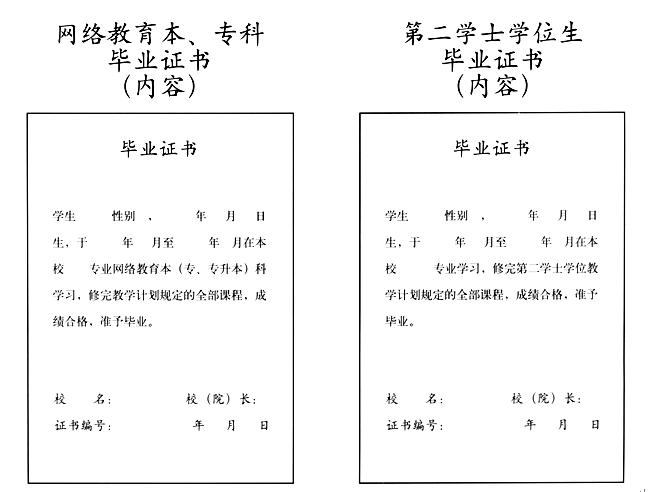 网络教育本、专科
毕业证书
（内容）
毕业证书
学生 性别 ， 年 月 日
生，于 年 月至 年 月在本
校 专业网络教育本（专、专升本）科
学习，修完教学计划规定的全部课程，成
绩合格，准予毕业。
校 名： 校（院）长：
证书编号： 年 月 日
第二学士学位生
毕业证书
（内容）
毕业证书
学生 性别 ， 年 月 日
生，于 年 月至 年 月在本
校 专业学习，修完第二学士学位教
学计划规定的全部课程，成绩合格，准予
毕业。
校 名： 校（院）长：
证书编号： 年 月 日